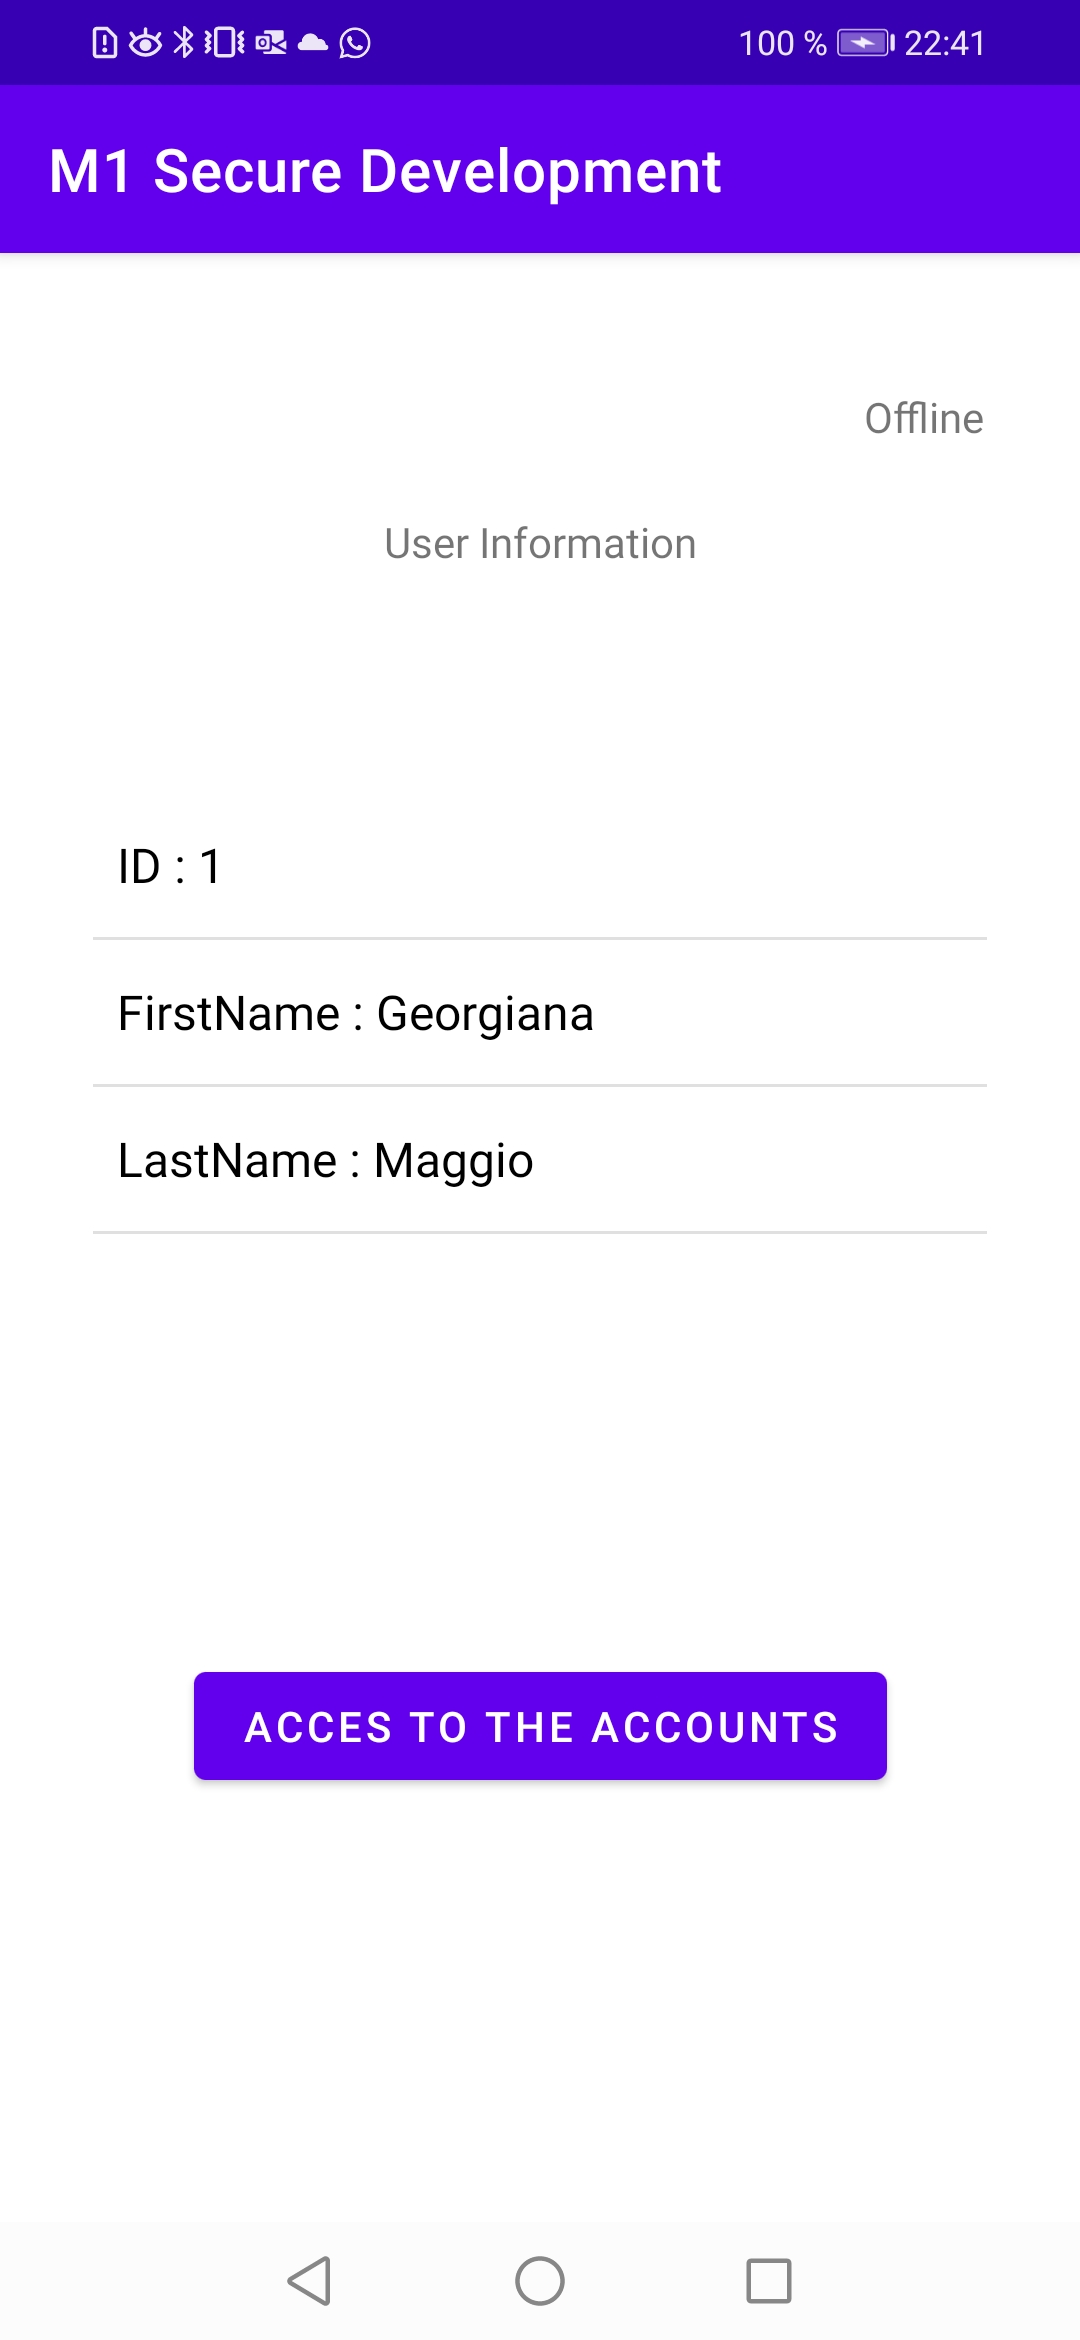 100 % 22:41
M1 Secure Development
Offline
User Information
ID : 1
FirstName : Georgiana
LastName : Maggio
ACCES TO THE ACCOUNTS